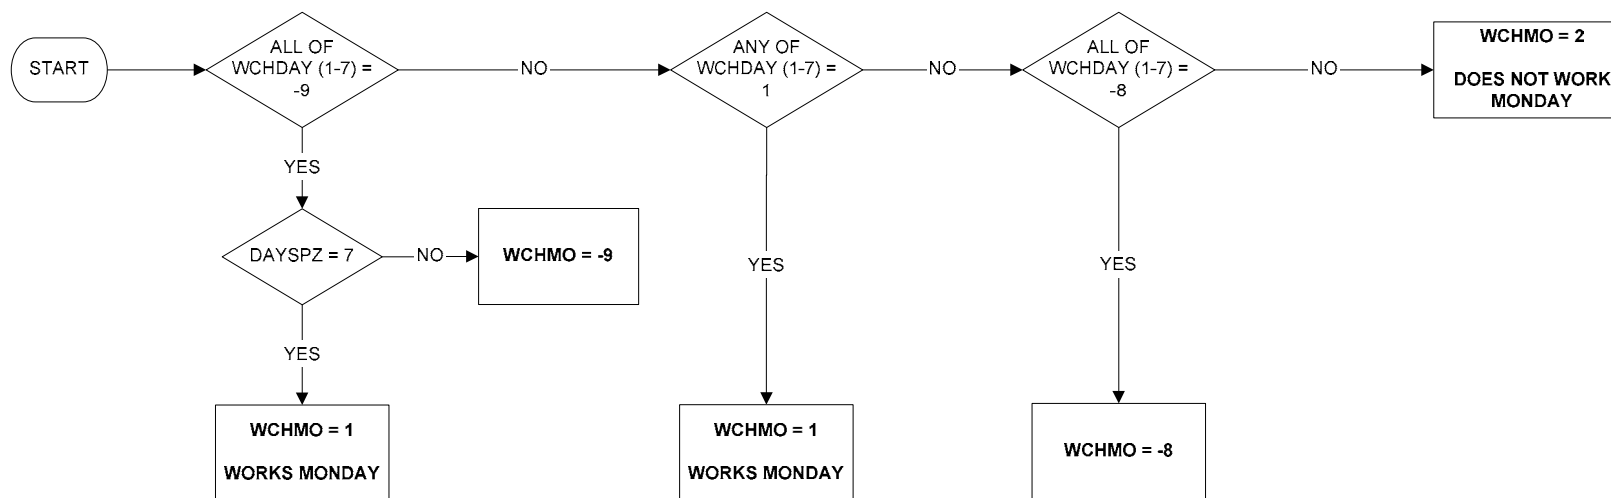 START
ALL OF
WCHDAY (1-7) =
-9
NO
ANY OF
WCHDAY (1-7) =
1
NO
ALL OF
WCHDAY (1-7) =
-8
NO
WCHMO = 2
DOES NOT WORK
MONDAY
YES
DAYSPZ = 7
NO
WCHMO = -9
YES
YES
YES
WCHMO = 1
WORKS MONDAY
WCHMO = 1
WORKS MONDAY
WCHMO = -8